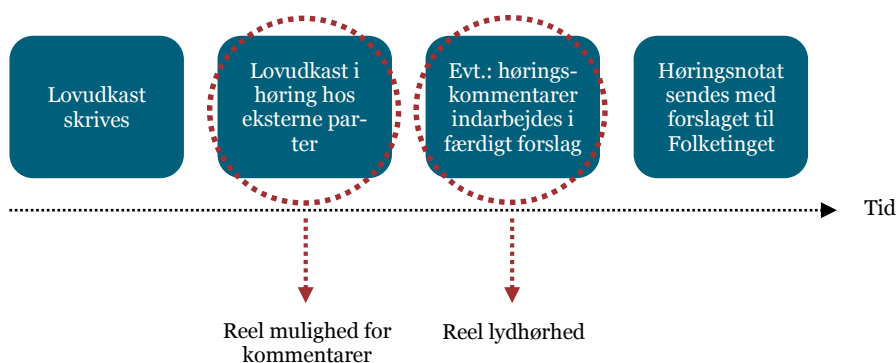 Lovudkast
skrives
Lovudkast i
høring hos
eksterne par-
ter
Evt.: hørings-
kommentarer
indarbejdes i
færdigt forslag
Høringsnotat
sendes med
forslaget til
Folketinget
Tid
Reel mulighed for
kommentarer
Reel lydhørhed